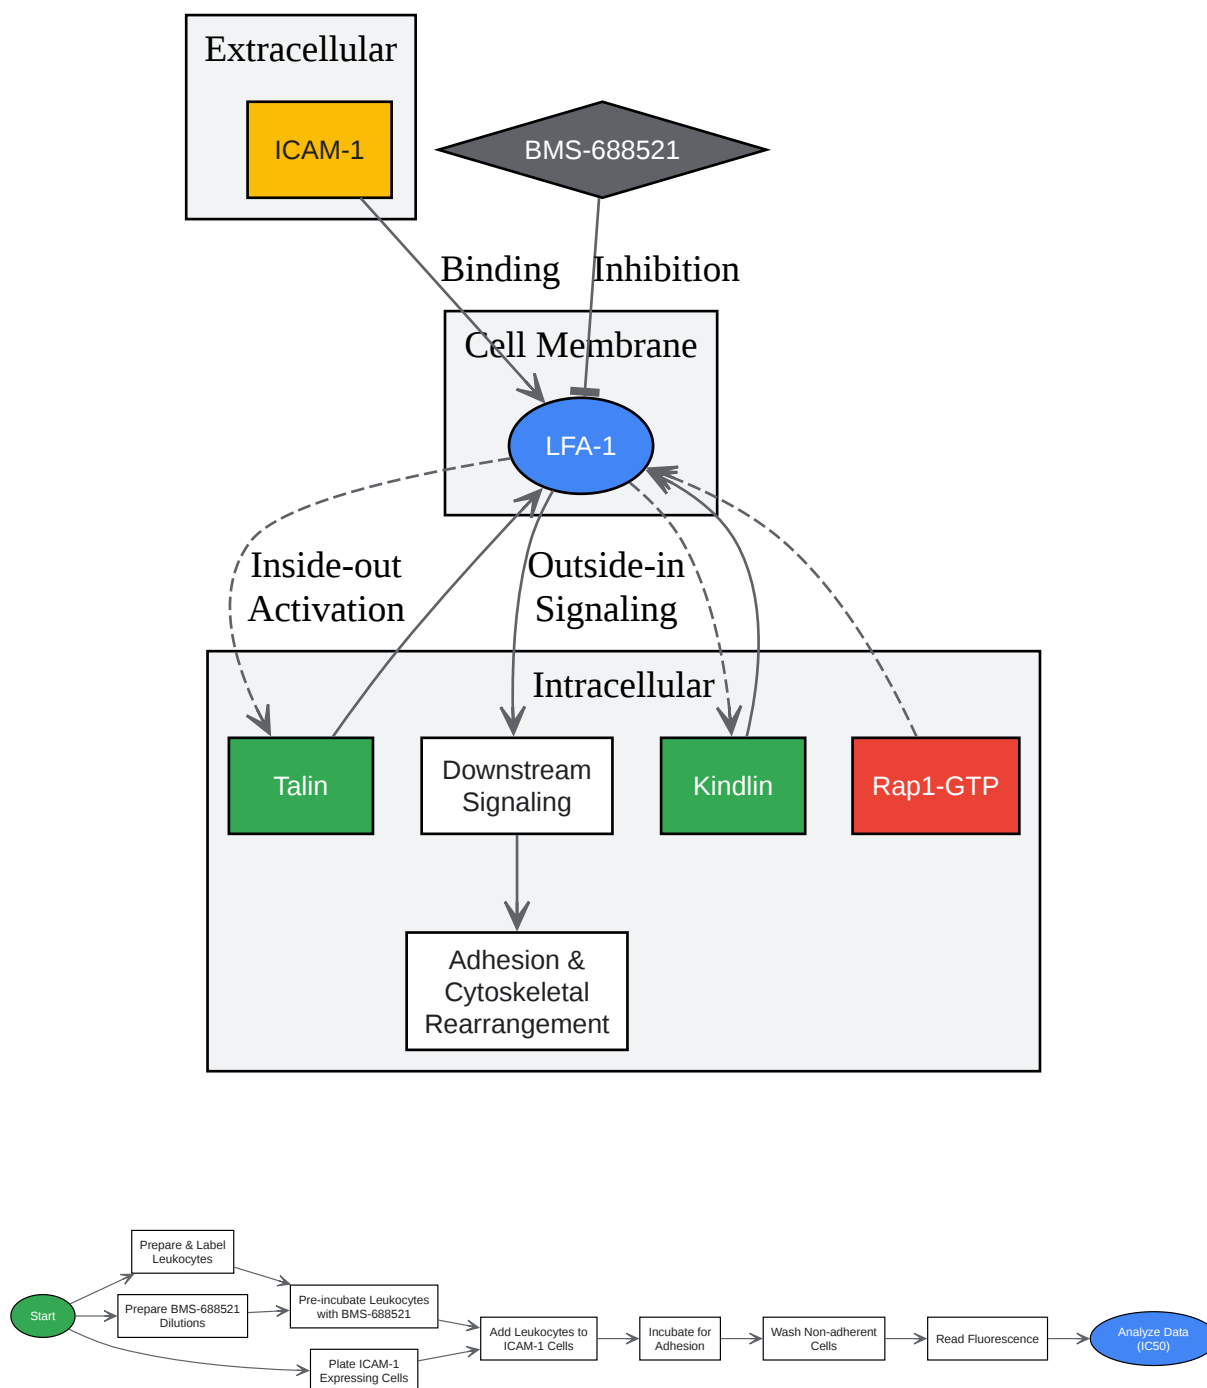 Extracellular
ICAM-1
BMS-688521
Binding
Inhibition
Cell Membrane
LFA-1
Inside-out
Activation
Outside-in
Signaling
Intracellular
Talin
Downstream
Signaling
Kindlin
Rap1-GTP
Adhesion &
Cytoskeletal
Rearrangement
Start
Prepare & Label
Leukocytes
Prepare BMS-688521
Dilutions
Plate ICAM-1
Expressing Cells
Pre-incubate Leukocytes
with BMS-688521
Add Leukocytes to
ICAM-1 Cells
Incubate for
Adhesion
Wash Non-adherent
Cells
Read Fluorescence
Analyze Data
(IC50)